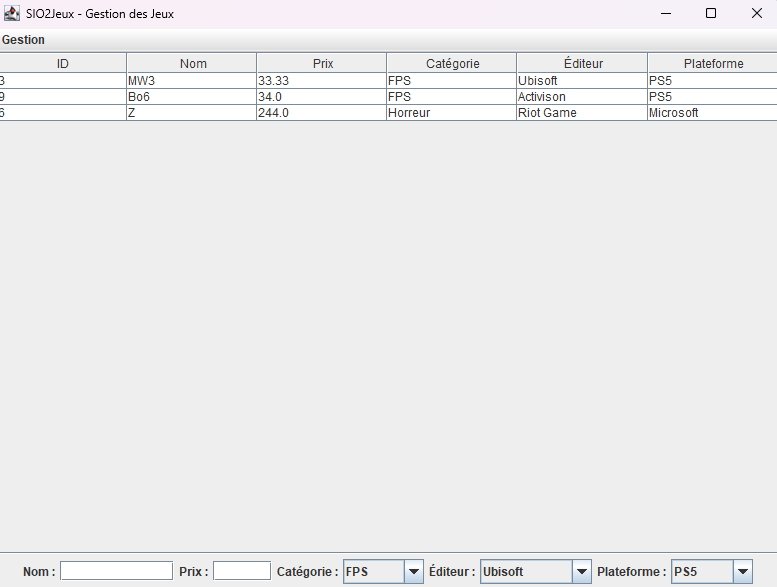 SIO2Jeux - Gestion des Jeux
Gestion
ID Nom Prix Catégorie Éditeur Plateforme
3 MW3 33.33 FPS Ubisoft PS5
9 Bo6 34.0 FPS Activison PS5
6 Z 244.0 Horreur Riot Game Microsoft
Nom : Prix : Catégorie : FPS Éditeur : Ubisoft Plateforme : PS5